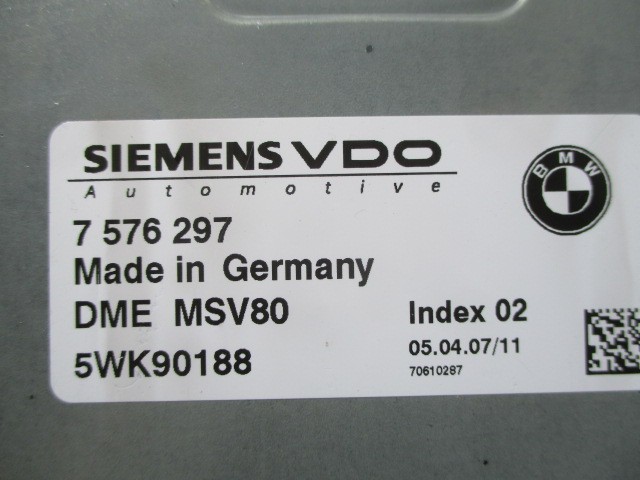 SIEMENS VDO
Automotive
BMW
7 576 297
Made in Germany
DME MSV80
Index 02
5WK90188
05.04.07/11
70610287